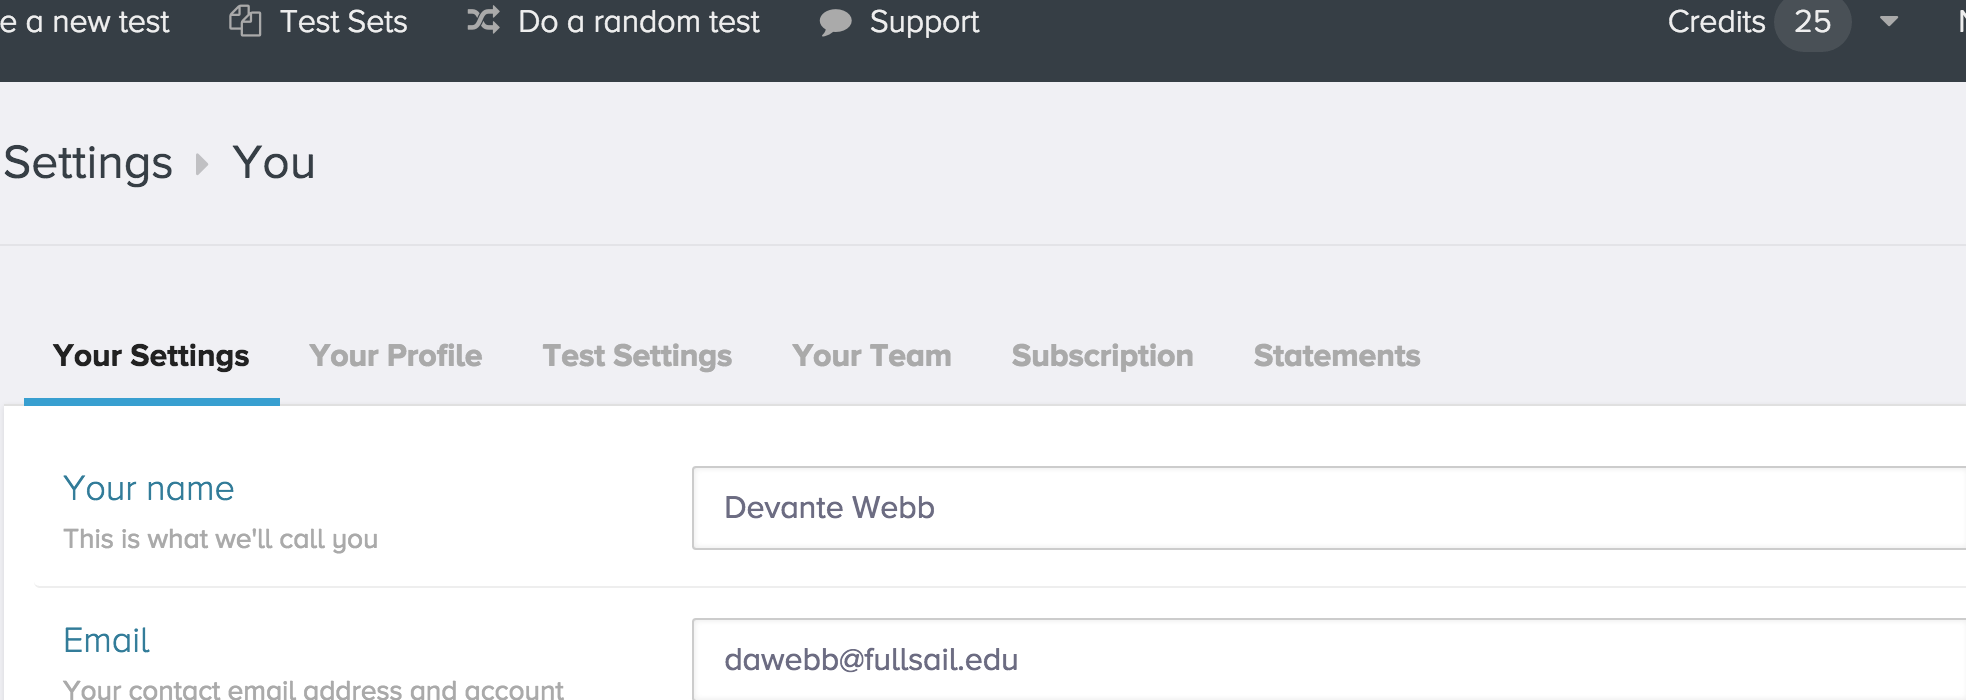 e a new test Test Sets Do a random test Support Credits 25
Settings You
Your Settings Your Profile Test Settings Your Team Subscription Statements
Your name
Devante Webb
This is what we'll call you
Email
dawebb@fullsail.edu
Your contact email address and account